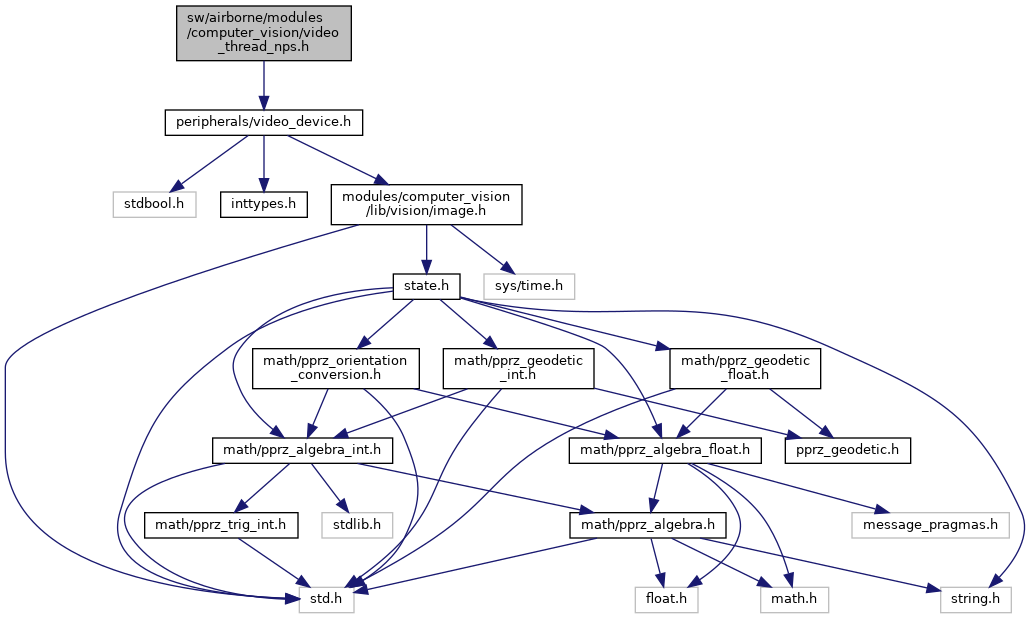 sw/airborne/modules
/computer_vision/video
_thread_nps.h
peripherals/video_device.h
stdbool.h
inttypes.h
modules/computer_vision
/lib/vision/image.h
state.h
sys/time.h
math/pprz_orientation
_conversion.h
math/pprz_geodetic
_int.h
math/pprz_geodetic
_float.h
math/pprz_algebra_int.h
math/pprz_algebra_float.h
pprz_geodetic.h
math/pprz_trig_int.h
stdlib.h
math/pprz_algebra.h
message_pragmas.h
std.h
float.h
math.h
string.h